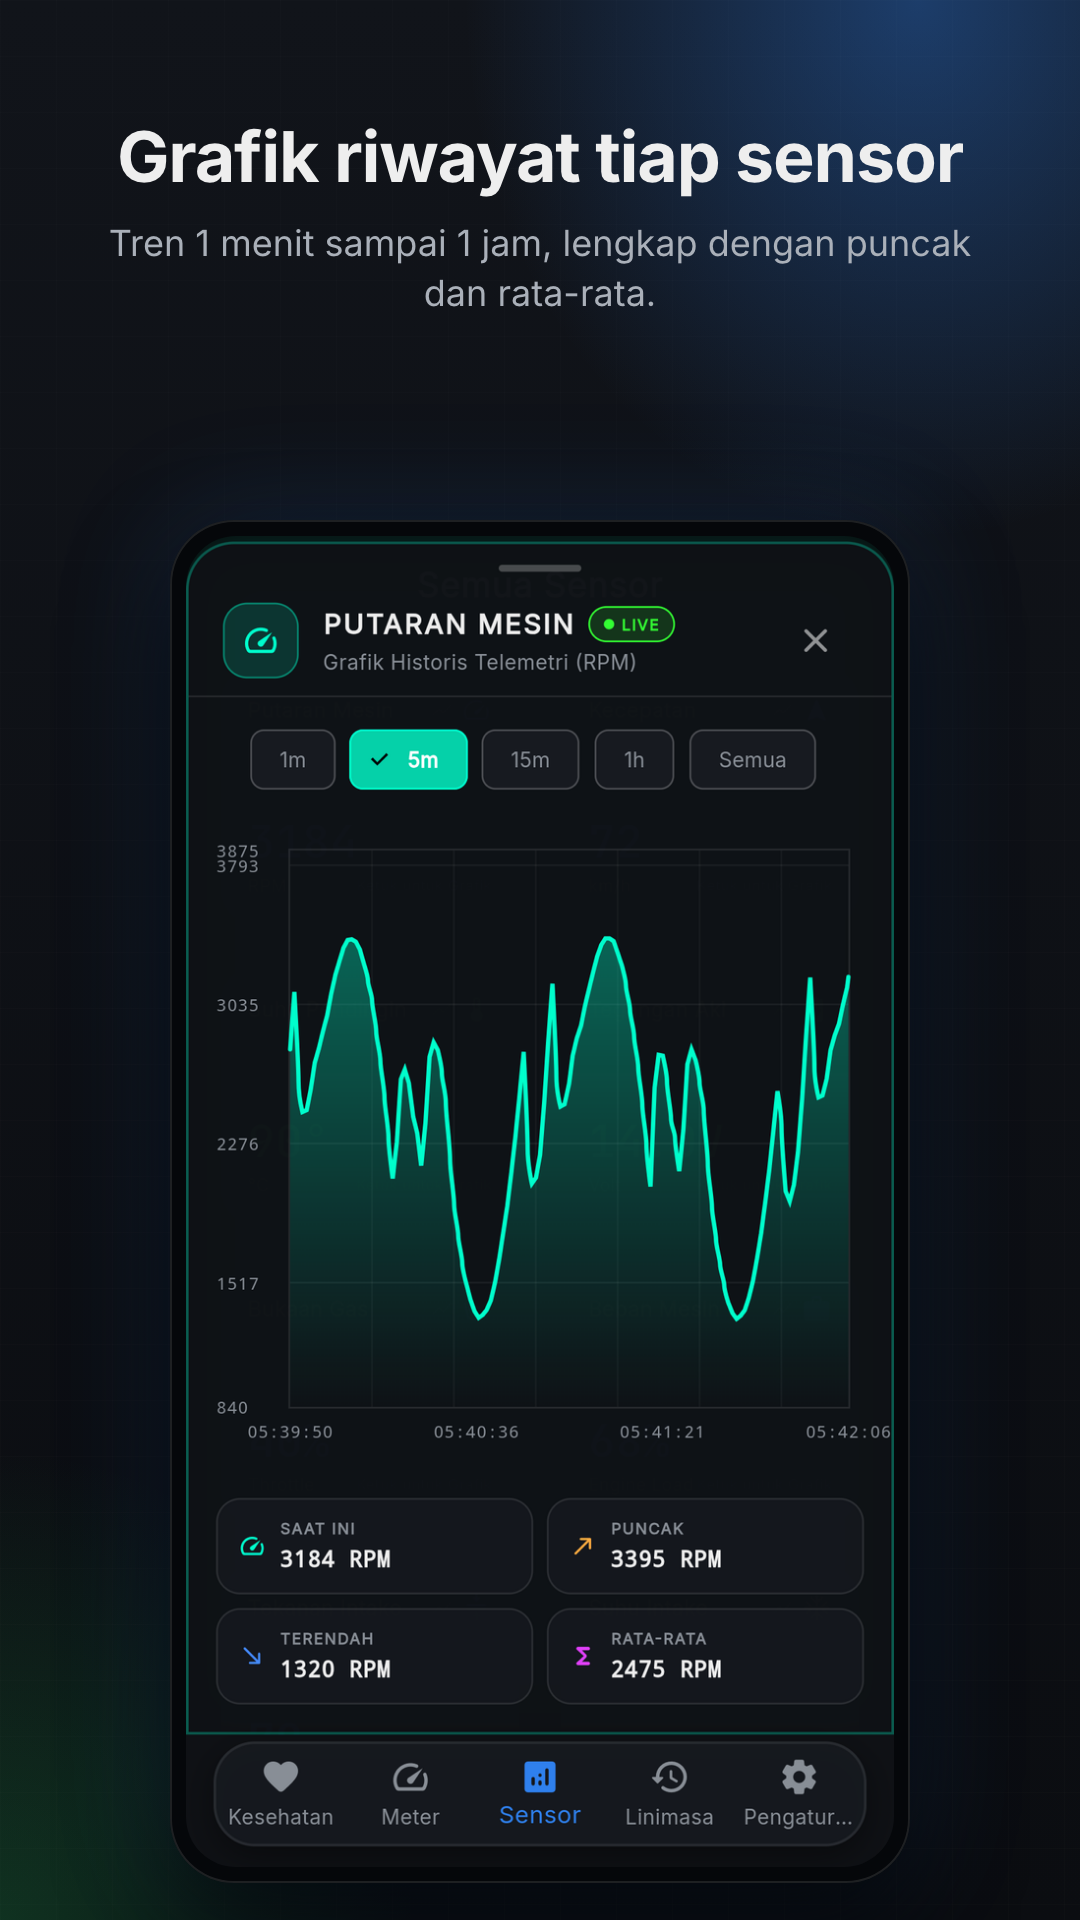 Grafik riwayat tiap sensor
Tren 1 menit sampai 1 jam, lengkap dengan puncak
dan rata-rata.
Semua Sensor
PUTARAN MESIN
LIVE
Grafik Historis Telemetri (RPM)
1m
5m
15m
1h
Semua
3875
3793
3035
2276
1517
840
05:39:50
05:40:36
05:41:21
05:42:06
SAAT INI
3184 RPM
PUNCAK
3395 RPM
TERENDAH
1320 RPM
RATA-RATA
2475 RPM
Kesehatan
Meter
Sensor
Linimasa
Pengatur...